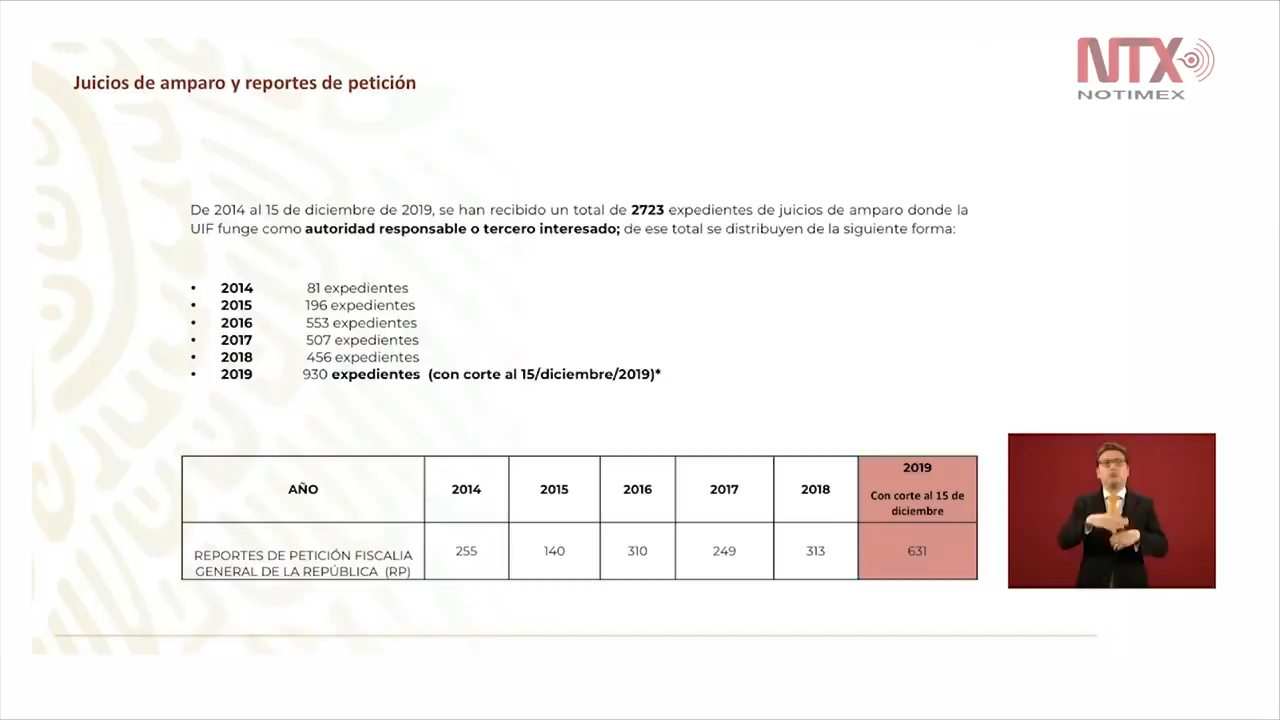 NTX
NOTIMEX
Juicios de amparo y reportes de petición
De 2014 al 15 de diciembre de 2019, se han recibido un total de 2723 expedientes de juicios de amparo donde la
UIF funge como autoridad responsable o tercero interesado; de ese total se distribuyen de la siguiente forma:
• 2014 81 expedientes
• 2015 196 expedientes
• 2016 553 expedientes
• 2017 507 expedientes
• 2018 456 expedientes
• 2019 930 expedientes (con corte al 15/diciembre/2019)*
AÑO 2014 2015 2016 2017 2018 2019
Con corte al 15 de
diciembre
REPORTES DE PETICIÓN FISCALIA 255 140 310 249 313 631
GENERAL DE LA REPÚBLICA (RP)